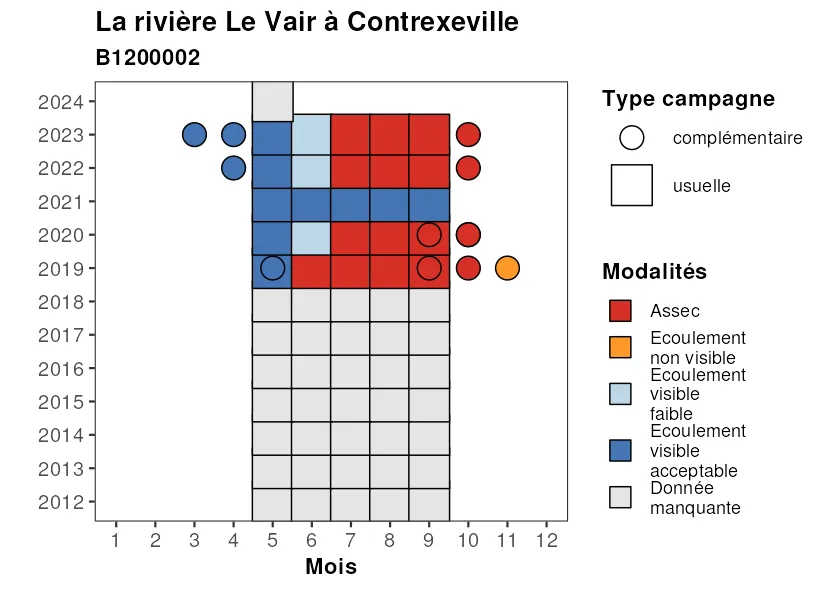 La rivière Le Vair à Contrexeville
B1200002
2024
2023
2022
2021
2020
2019
2018
2017
2016
2015
2014
2013
2012
1 2 3 4 5 6 7 8 9 10 11 12
Mois
Type campagne
complémentaire
usuelle
Modalités
Assec
Ecoulement
non visible
Ecoulement
visible
faible
Ecoulement
visible
acceptable
Donnée
manquante